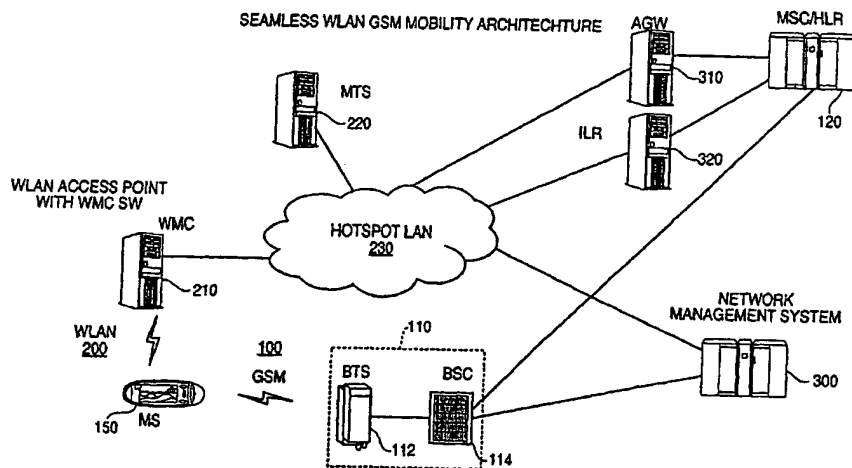 SEAMLESS WLAN GSM MOBILITY ARCHITECHTURE
AGW
MSC/HLR
310
120
MTS
220
ILR
320
WLAN ACCESS POINT
WITH WMC SW
WMC
210
HOTSPOT LAN
230
NETWORK
MANAGEMENT SYSTEM
300
WLAN
200
100
GSM
110
BTS
BSC
150
MS
112
114